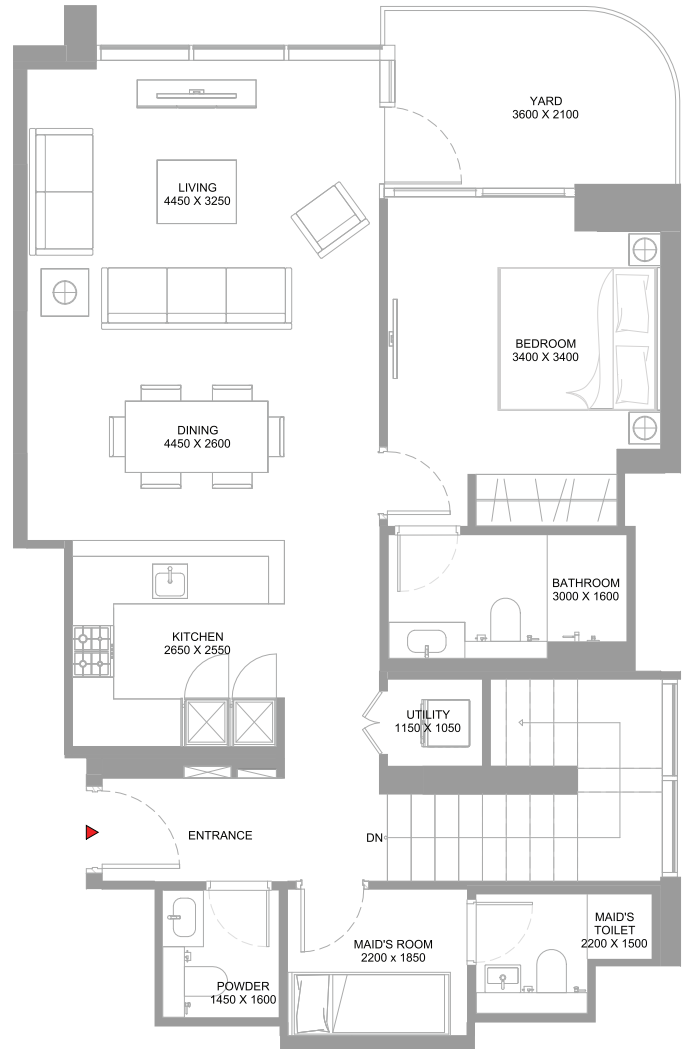 YARD
3600 X 2100
LIVING
4450 X 3250
BEDROOM
3400 X 3400
DINING
4450 X 2600
BATHROOM
3000 X 1600
KITCHEN
2650 X 2550
UTILITY
1150 X 1050
ENTRANCE
DN
MAID'S
TOILET
2200 X 1500
MAID'S ROOM
2200 x 1850
POWDER
1450 X 1600